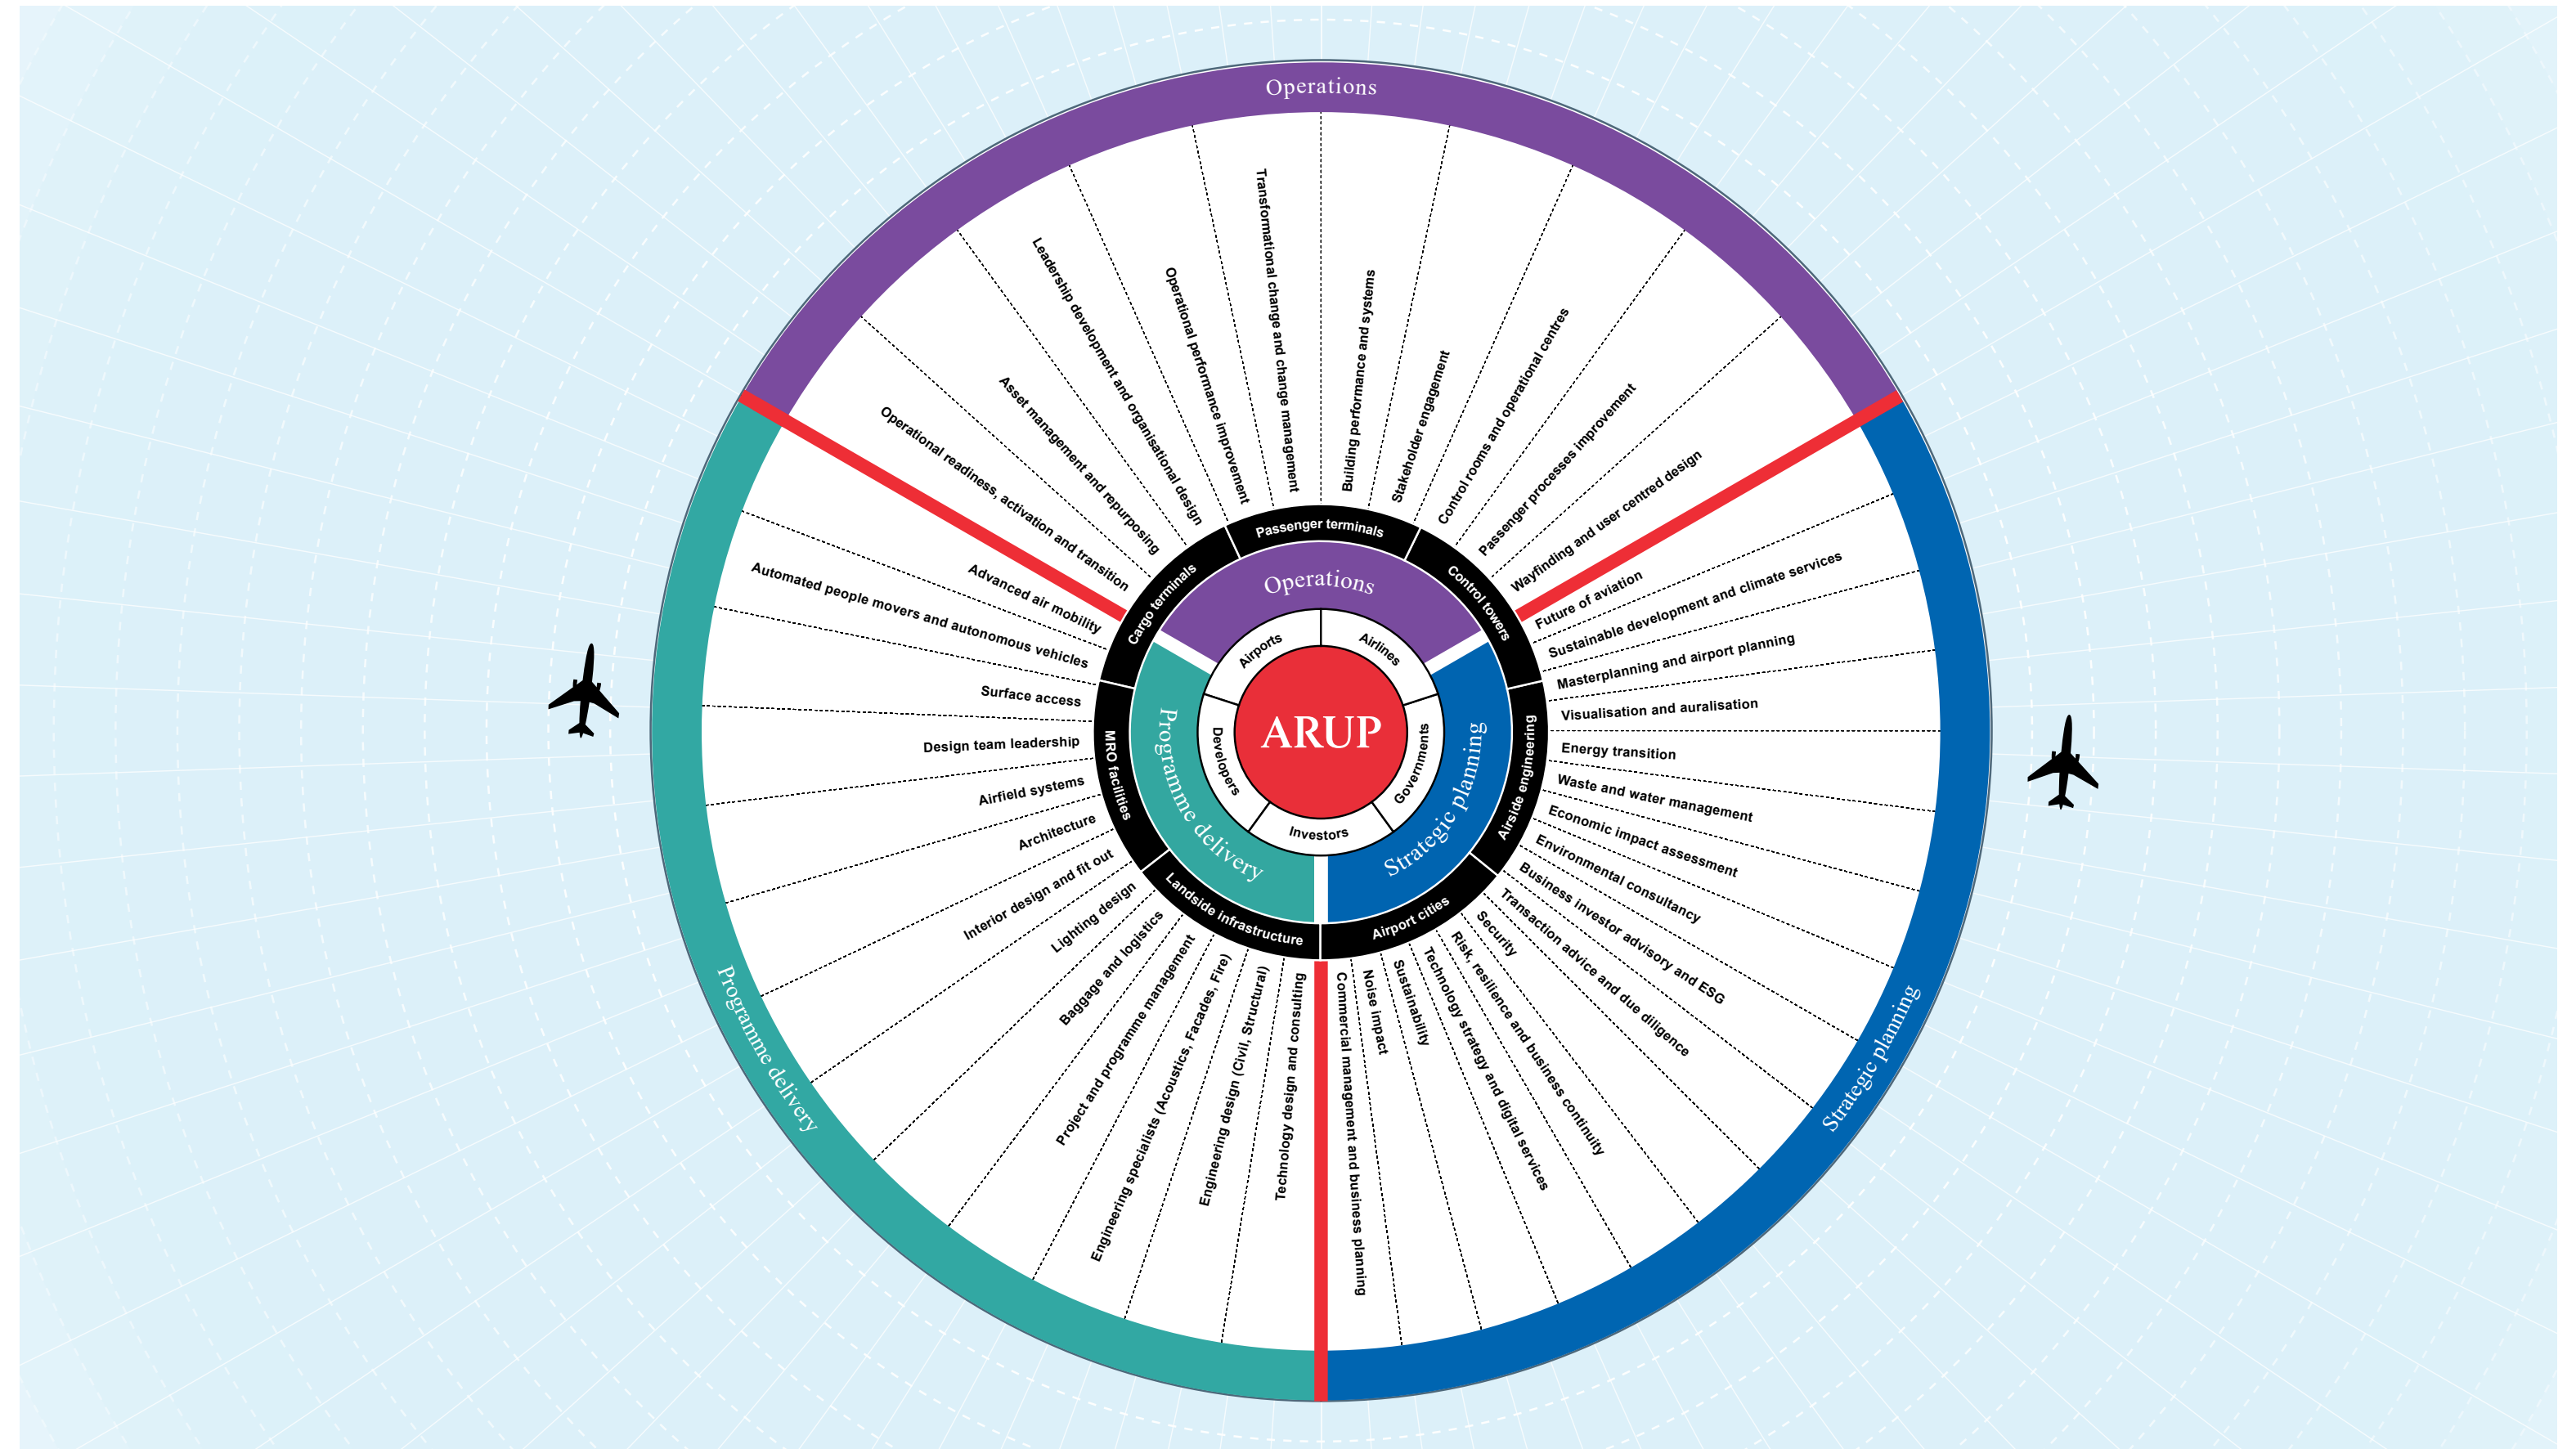 Operations
Operational readiness, activation and transition
Asset management and repurposing
Leadership development and organisational design
Operational performance improvement
Transformational change and change management
Building performance and systems
Stakeholder engagement
Control rooms and operational centres
Passenger processes improvement
Wayfinding and user centred design
Strategic planning
Future of aviation
Sustainable development and climate services
Masterplanning and airport planning
Visualisation and auralisation
Energy transition
Waste and water management
Economic impact assessment
Environmental consultancy
Business investor advisory and ESG
Transaction advice and due diligence
Security
Risk, resilience and business continuity
Technology strategy and digital services
Sustainability
Noise impact
Commercial management and business planning
Programme delivery
Technology design and consulting
Engineering design (Civil, Structural)
Engineering specialists (Acoustics, Facades, Fire)
Project and programme management
Baggage and logistics
Lighting design
Interior design and fit out
Architecture
Airfield systems
Design team leadership
Surface access
Automated people movers and autonomous vehicles
Advanced air mobility
Passenger terminals
Control towers
Airside engineering
Airport cities
Landside infrastructure
MRO facilities
Cargo terminals
Operations
Strategic planning
Programme delivery
Airports
Airlines
Governments
Investors
Developers
ARUP